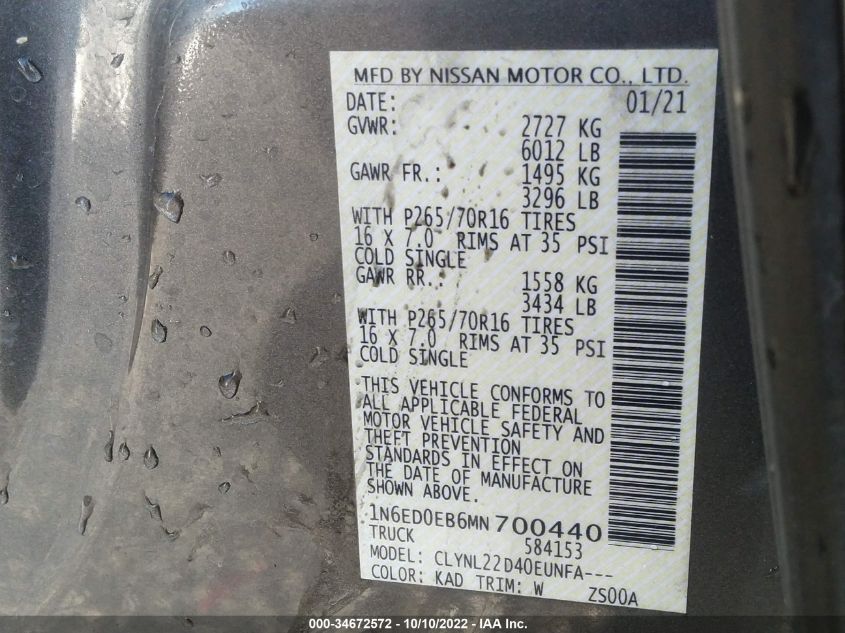 MFD BY NISSAN MOTOR CO., LTD.
DATE: 01/21
GVWR: 2727 KG
6012 LB
GAWR FR.: 1495 KG
3296 LB
WITH P265/70R16 TIRES
16 X 7.0 RIMS AT 35 PSI
COLD SINGLE
GAWR RR.: 1558 KG
3434 LB
WITH P265/70R16 TIRES
16 X 7.0 RIMS AT 35 PSI
COLD SINGLE
THIS VEHICLE CONFORMS TO
ALL APPLICABLE FEDERAL
MOTOR VEHICLE SAFETY AND
THEFT PREVENTION
STANDARDS IN EFFECT ON
THE DATE OF MANUFACTURE
SHOWN ABOVE.
1N6ED0EB6MN 700440
TRUCK 584153
MODEL: CLYNL22D40EUNFA---
COLOR: KAD TRIM: W ZS00A
000-34672572 | 10/10/2022 - IAA Inc.